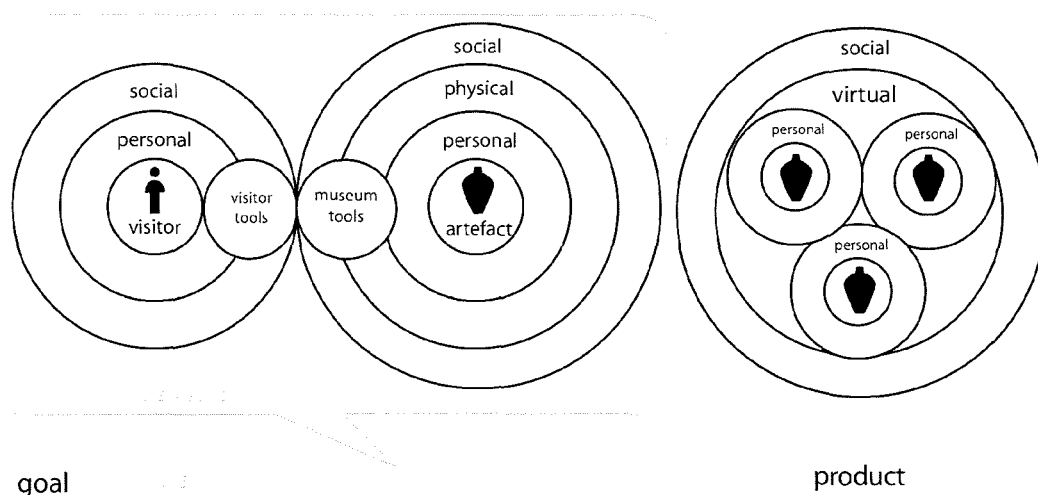 social
personal
visitor
visitor
tools
museum
tools
social
physical
personal
artefact
social
virtual
personal
personal
personal
goal
product